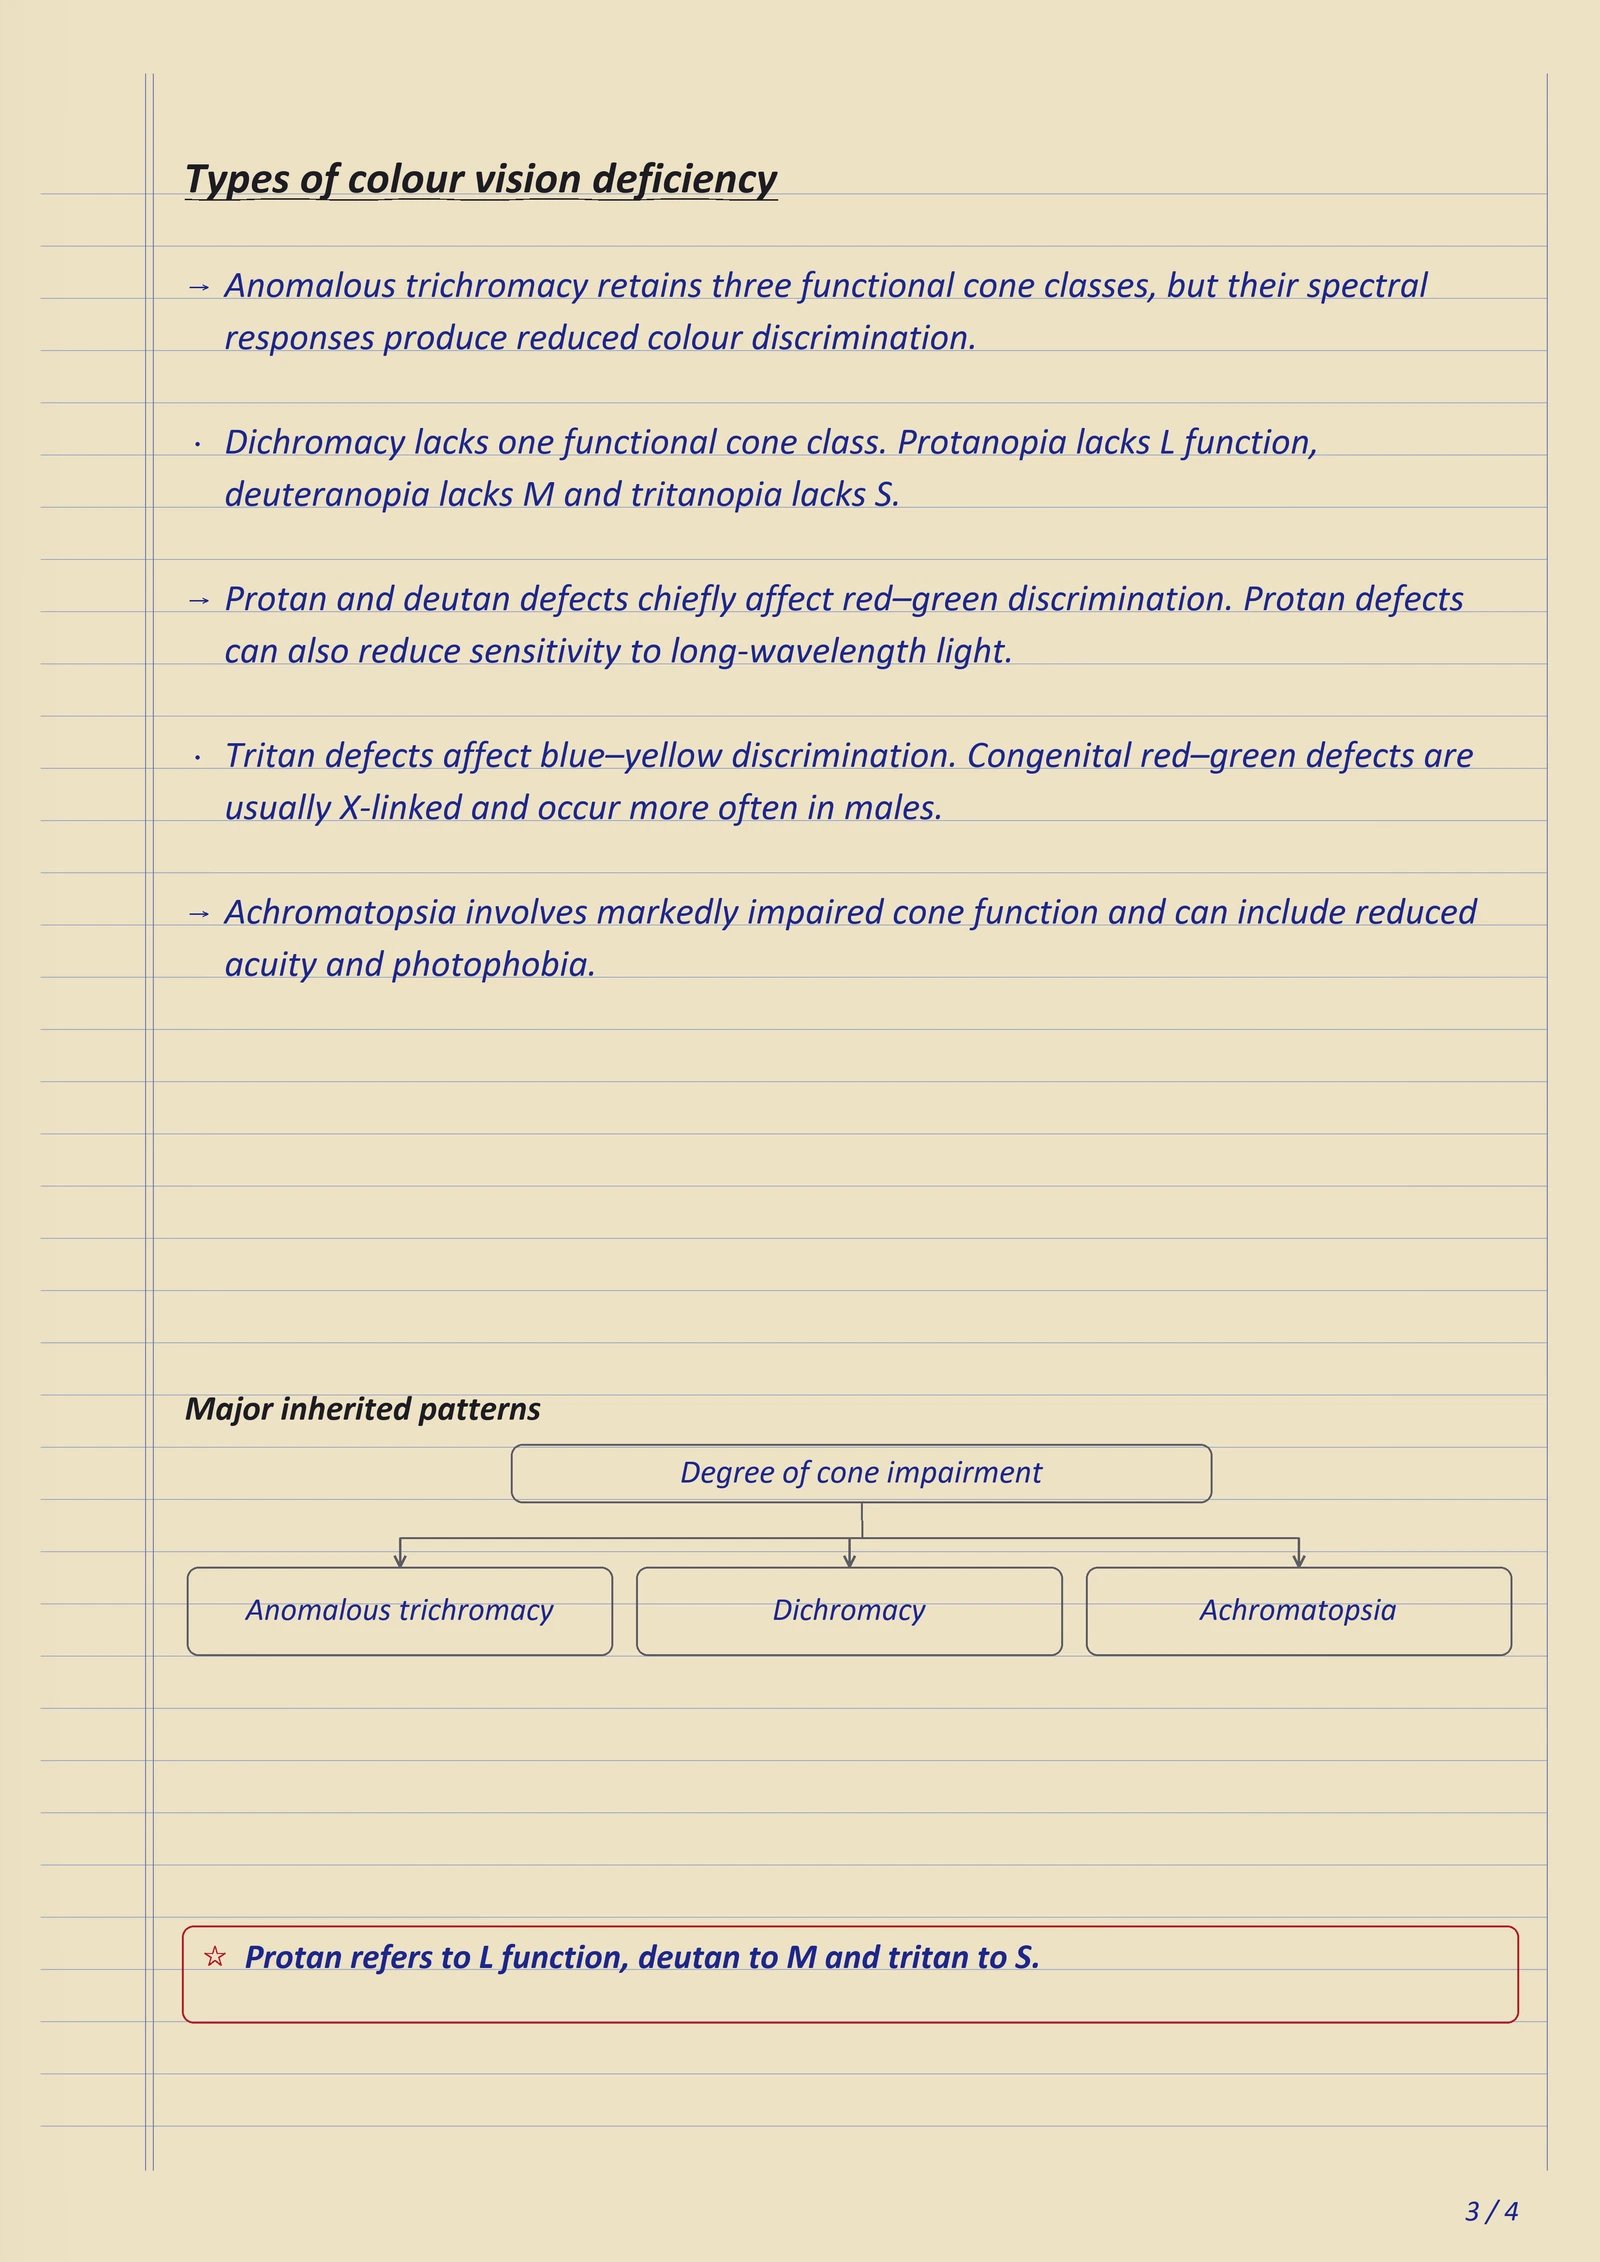 Types of colour vision deficiency
→ Anomalous trichromacy retains three functional cone classes, but their spectral
responses produce reduced colour discrimination.
· Dichromacy lacks one functional cone class. Protanopia lacks L function,
deuteranopia lacks M and tritanopia lacks S.
→ Protan and deutan defects chiefly affect red–green discrimination. Protan defects
can also reduce sensitivity to long-wavelength light.
· Tritan defects affect blue–yellow discrimination. Congenital red–green defects are
usually X-linked and occur more often in males.
→ Achromatopsia involves markedly impaired cone function and can include reduced
acuity and photophobia.
Major inherited patterns
Degree of cone impairment
Anomalous trichromacy
Dichromacy
Achromatopsia
☆ Protan refers to L function, deutan to M and tritan to S.
3 / 4